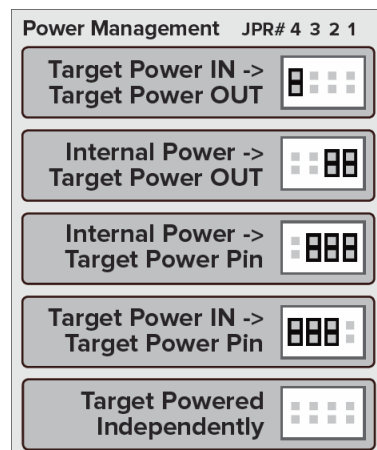 Power Management JPR# 4 3 2 1
Target Power IN ->
Target Power OUT
Internal Power ->
Target Power OUT
Internal Power ->
Target Power Pin
Target Power IN ->
Target Power Pin
Target Powered
Independently